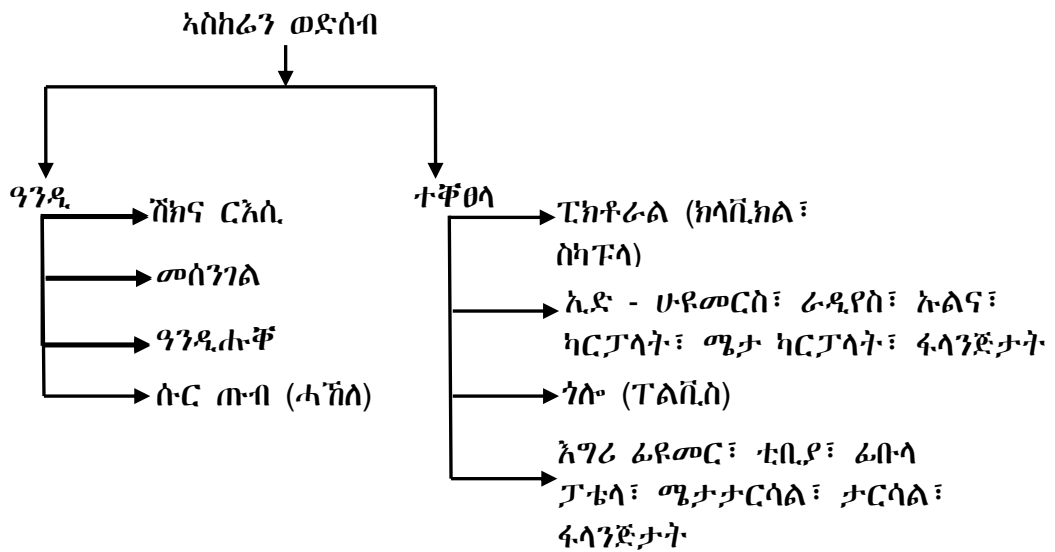 ኣስከሬን ወድሰብ
ዓንዲ
ሽክና ርእሲ
መሰንገል
ዓንዲሑቐ
ሱር ጡብ (ሓኸለ)
ተቐፀላ
ፒክቶራል (ክላቪክል፣
ስካፑላ)
ኢድ - ሁዩመርስ፣ ራዲየስ፣ ኡልና፣
ካርፓላት፣ ሜታ ካርፓላት፣ ፋላንጅታት
ጎሎ (ፐልቪስ)
እግሪ ፊዩመር፣ ቲቢያ፣ ፊቡላ
ፓቴላ፣ ሜታታርሳል፣ ታርሳል፣
ፋላንጅታት